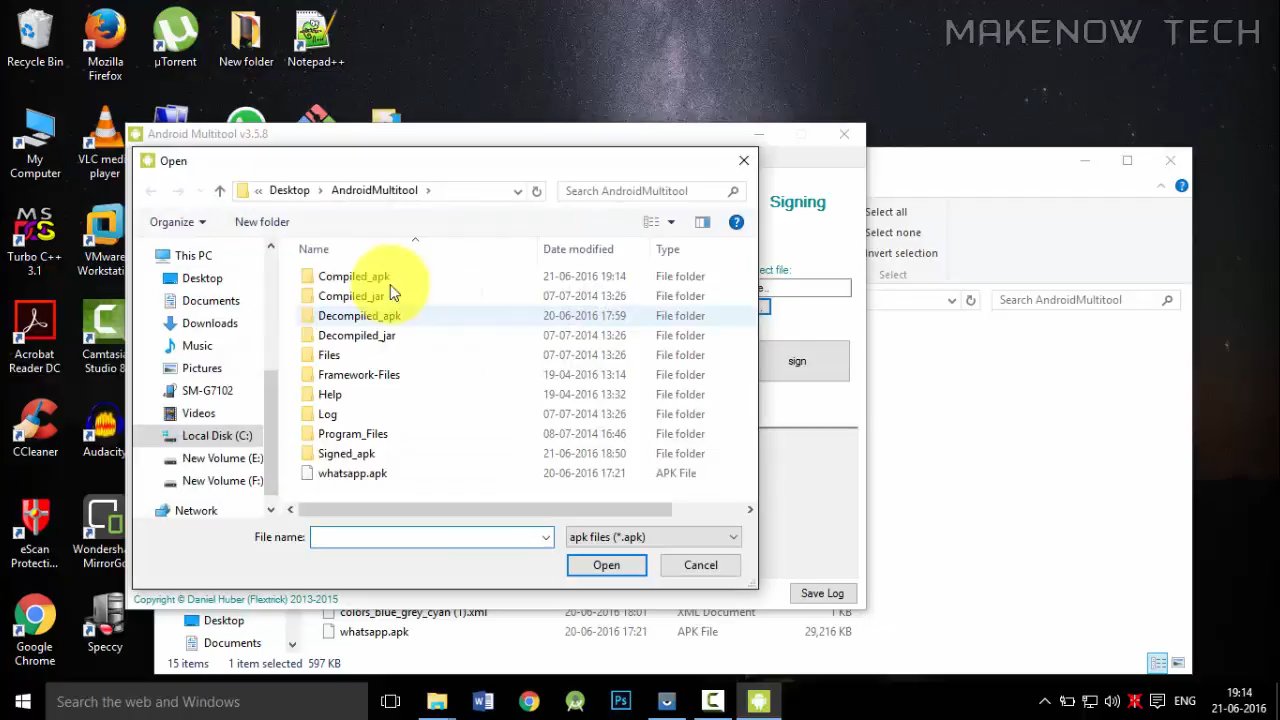 MAKENOW TECH
Recycle Bin
Mozilla
Firefox
µTorrent
New folder
Notepad++
My
Computer
VLC media
player
Turbo C++
3.1
VMware
Workstati...
Acrobat
Reader DC
Camtasia
Studio 8
CCleaner
Audacity
eScan
Protecti...
Wondersh...
MirrorGo
Google
Chrome
Speccy
Android Multitool v3.5.8
Open
«
Desktop
AndroidMultitool
Search AndroidMultitool
Organize
New folder
This PC
Desktop
Documents
Downloads
Music
Pictures
SM-G7102
Videos
Local Disk (C:)
New Volume (E:)
New Volume (F:)
Network
Name Date modified Type
Compiled_apk 21-06-2016 19:14 File folder
Compiled_jar 07-07-2014 13:26 File folder
Decompiled_apk 20-06-2016 17:59 File folder
Decompiled_jar 07-07-2014 13:26 File folder
Files 07-07-2014 13:26 File folder
Framework-Files 19-04-2016 13:14 File folder
Help 19-04-2016 13:32 File folder
Log 07-07-2014 13:26 File folder
Program_Files 08-07-2014 16:46 File folder
Signed_apk 21-06-2016 18:50 File folder
whatsapp.apk 20-06-2016 17:21 APK File
File name:
apk files (*.apk)
Open
Cancel
Signing
ect file:
e..
sign
Save Log
Copyright © Daniel Huber (Flextrick) 2013-2015
Select all
Select none
Invert selection
Select
Search AndroidMultitool
Desktop
Documents
colors_blue_grey_cyan (1).xml 20-06-2016 18:01 XML Document 1 KB
whatsapp.apk 20-06-2016 17:21 APK File 29,216 KB
15 items 1 item selected 597 KB
Search the web and Windows
ENG
19:14
21-06-2016